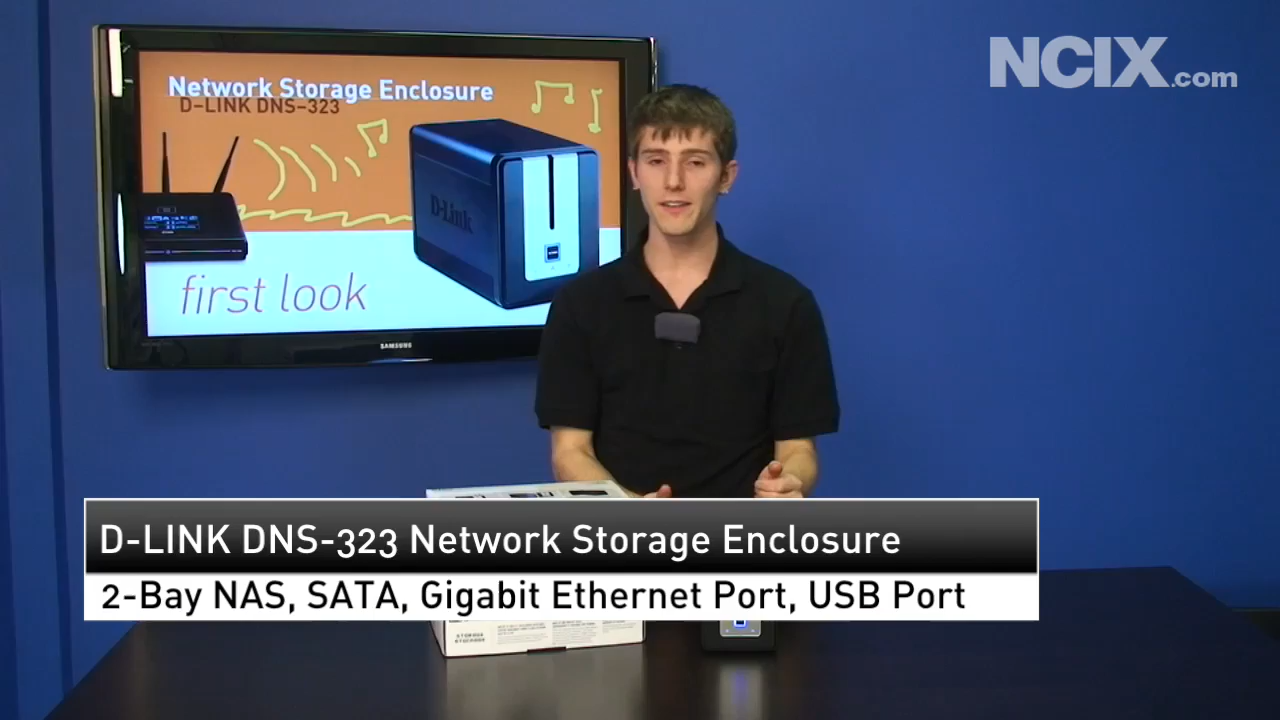 NCIX.com
Network Storage Enclosure
D-LINK DNS-323
D-Link
first look
SAMSUNG
D-LINK DNS-323 Network Storage Enclosure
2-Bay NAS, SATA, Gigabit Ethernet Port, USB Port